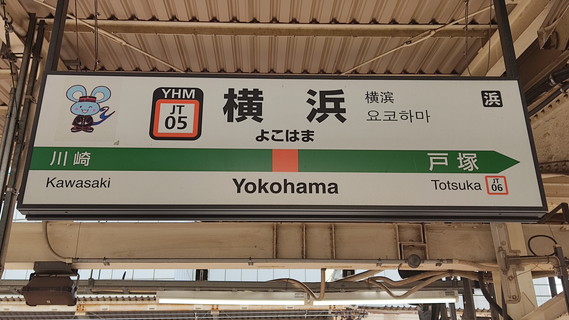 YHM
JT
05
横浜
よこはま
横滨
요코하마
浜
川崎
戸塚
Kawasaki
Yokohama
Totsuka
JT
06